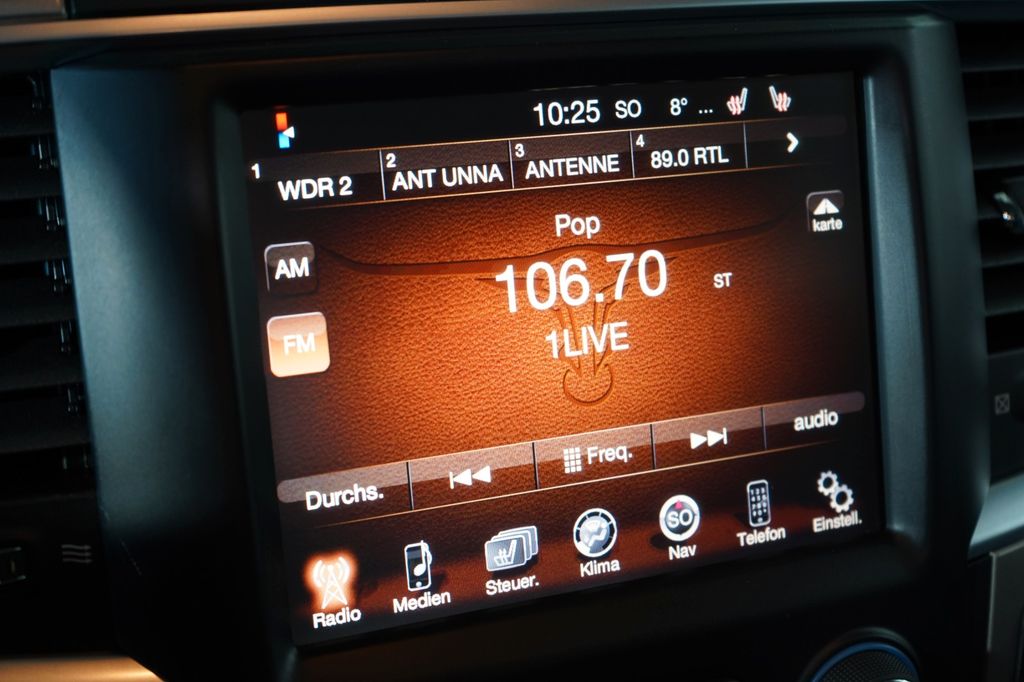 10:25 SO 8° ...
1 WDR 2 2 ANT UNNA 3 ANTENNE 4 89.0 RTL
Pop
karte
AM
106.70 ST
FM
1LIVE
Durchs. Freq. audio
SO
Radio Medien Steuer. Klima Nav Telefon Einstell.